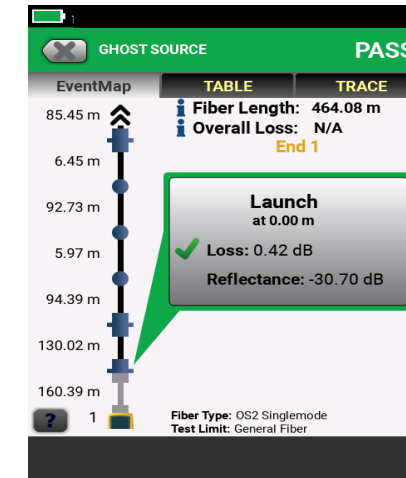 GHOST SOURCE
PASS
EventMap
TABLE
TRACE
85.45 m
Fiber Length: 464.08 m
Overall Loss: N/A
End 1
6.45 m
92.73 m
Launch
at 0.00 m
5.97 m
Loss: 0.42 dB
Reflectance: -30.70 dB
94.39 m
130.02 m
160.39 m
? 1
Fiber Type: OS2 Singlemode
Test Limit: General Fiber